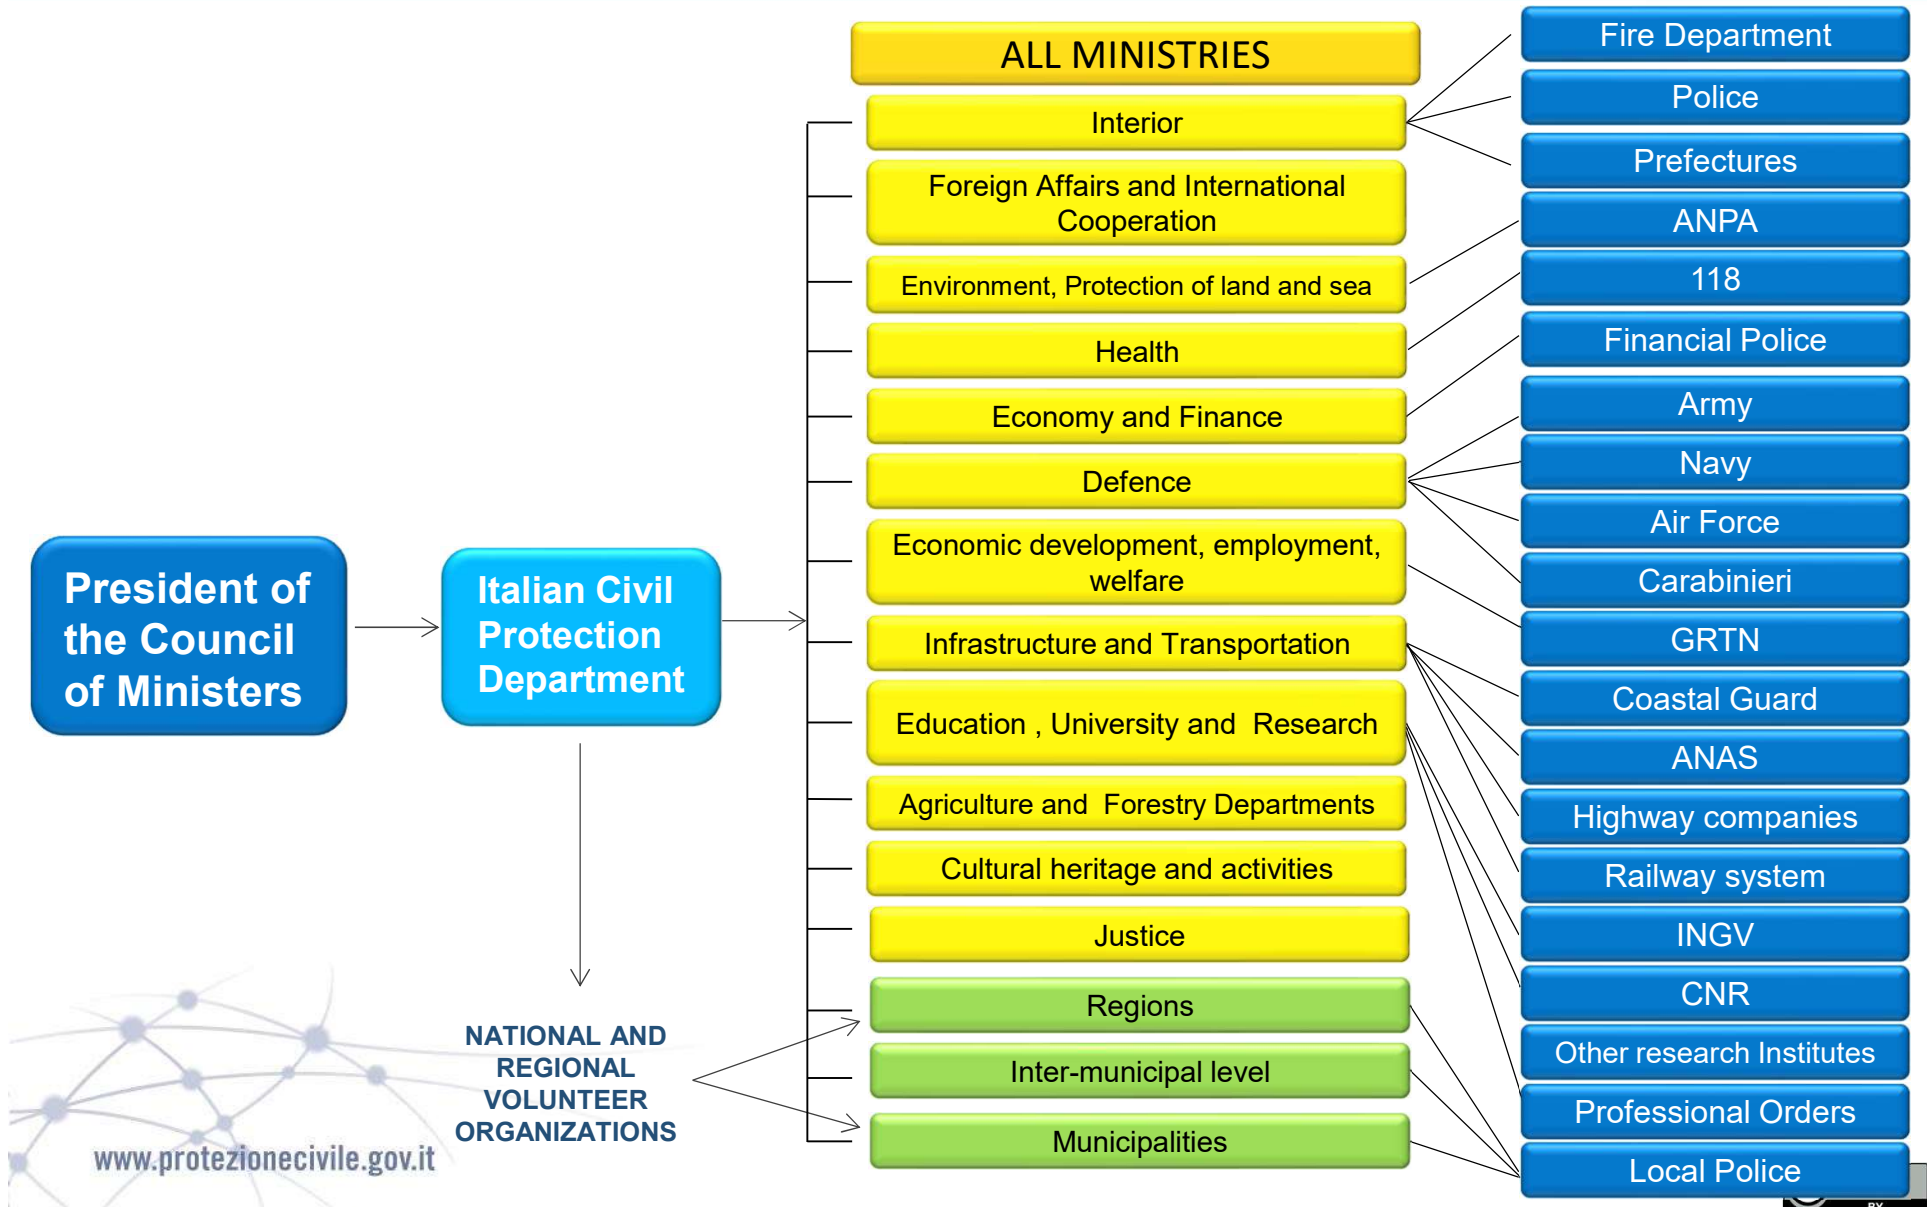 ALL MINISTRIES
Interior
Foreign Affairs and International
Cooperation
Environment, Protection of land and sea
Health
Economy and Finance
Defence
Economic development, employment,
welfare
Infrastructure and Transportation
Education , University and  Research
Agriculture and  Forestry Departments
Cultural heritage and activities
Justice
Regions
Inter-municipal level
Municipalities
Fire Department
Police
Prefectures
ANPA
118
Financial Police
Army
Navy
Air Force
Carabinieri
GRTN
Coastal Guard
ANAS
Highway companies
Railway system
INGV
CNR
Other research Institutes
Professional Orders
Local Police
President of
the Council
of Ministers
Italian Civil
Protection
Department
NATIONAL AND
REGIONAL
VOLUNTEER
ORGANIZATIONS
www.protezionecivile.gov.it
BY